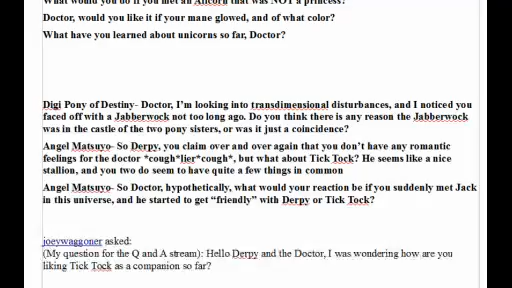 What would you do if you met an Alicorn that was NOT a princess?
Doctor, would you like it if your mane glowed, and of what color?
What have you learned about unicorns so far, Doctor?
Digi Pony of Destiny- Doctor, I'm looking into transdimensional disturbances, and I noticed you
faced off with a Jabberwock not too long ago. Do you think there is any reason the Jabberwock
was in the castle of the two pony sisters, or was it just a coincidence?
Angel Matsuyo- So Derpy, you claim over and over again that you don't have any romantic
feelings for the doctor *cough*lier*cough*, but what about Tick Tock? He seems like a nice
stallion, and you two do seem to have quite a few things in common
Angel Matsuyo- So Doctor, hypothetically, what would your reaction be if you suddenly met Jack
in this universe, and he started to get “friendly” with Derpy or Tick Tock?
joeywaggoner asked:
(My question for the Q and A stream): Hello Derpy and the Doctor, I was wondering how are you
liking Tick Tock as a companion so far?